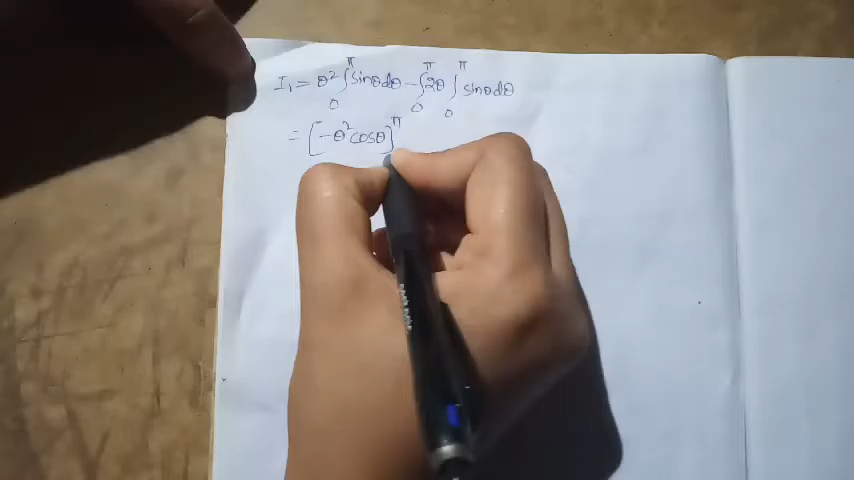 I₁ = θ² ∫₀^π sinθdθ - ∫₀^π 2θ ∫₀^π sinθdθ
= [-θ²cosθ]^π